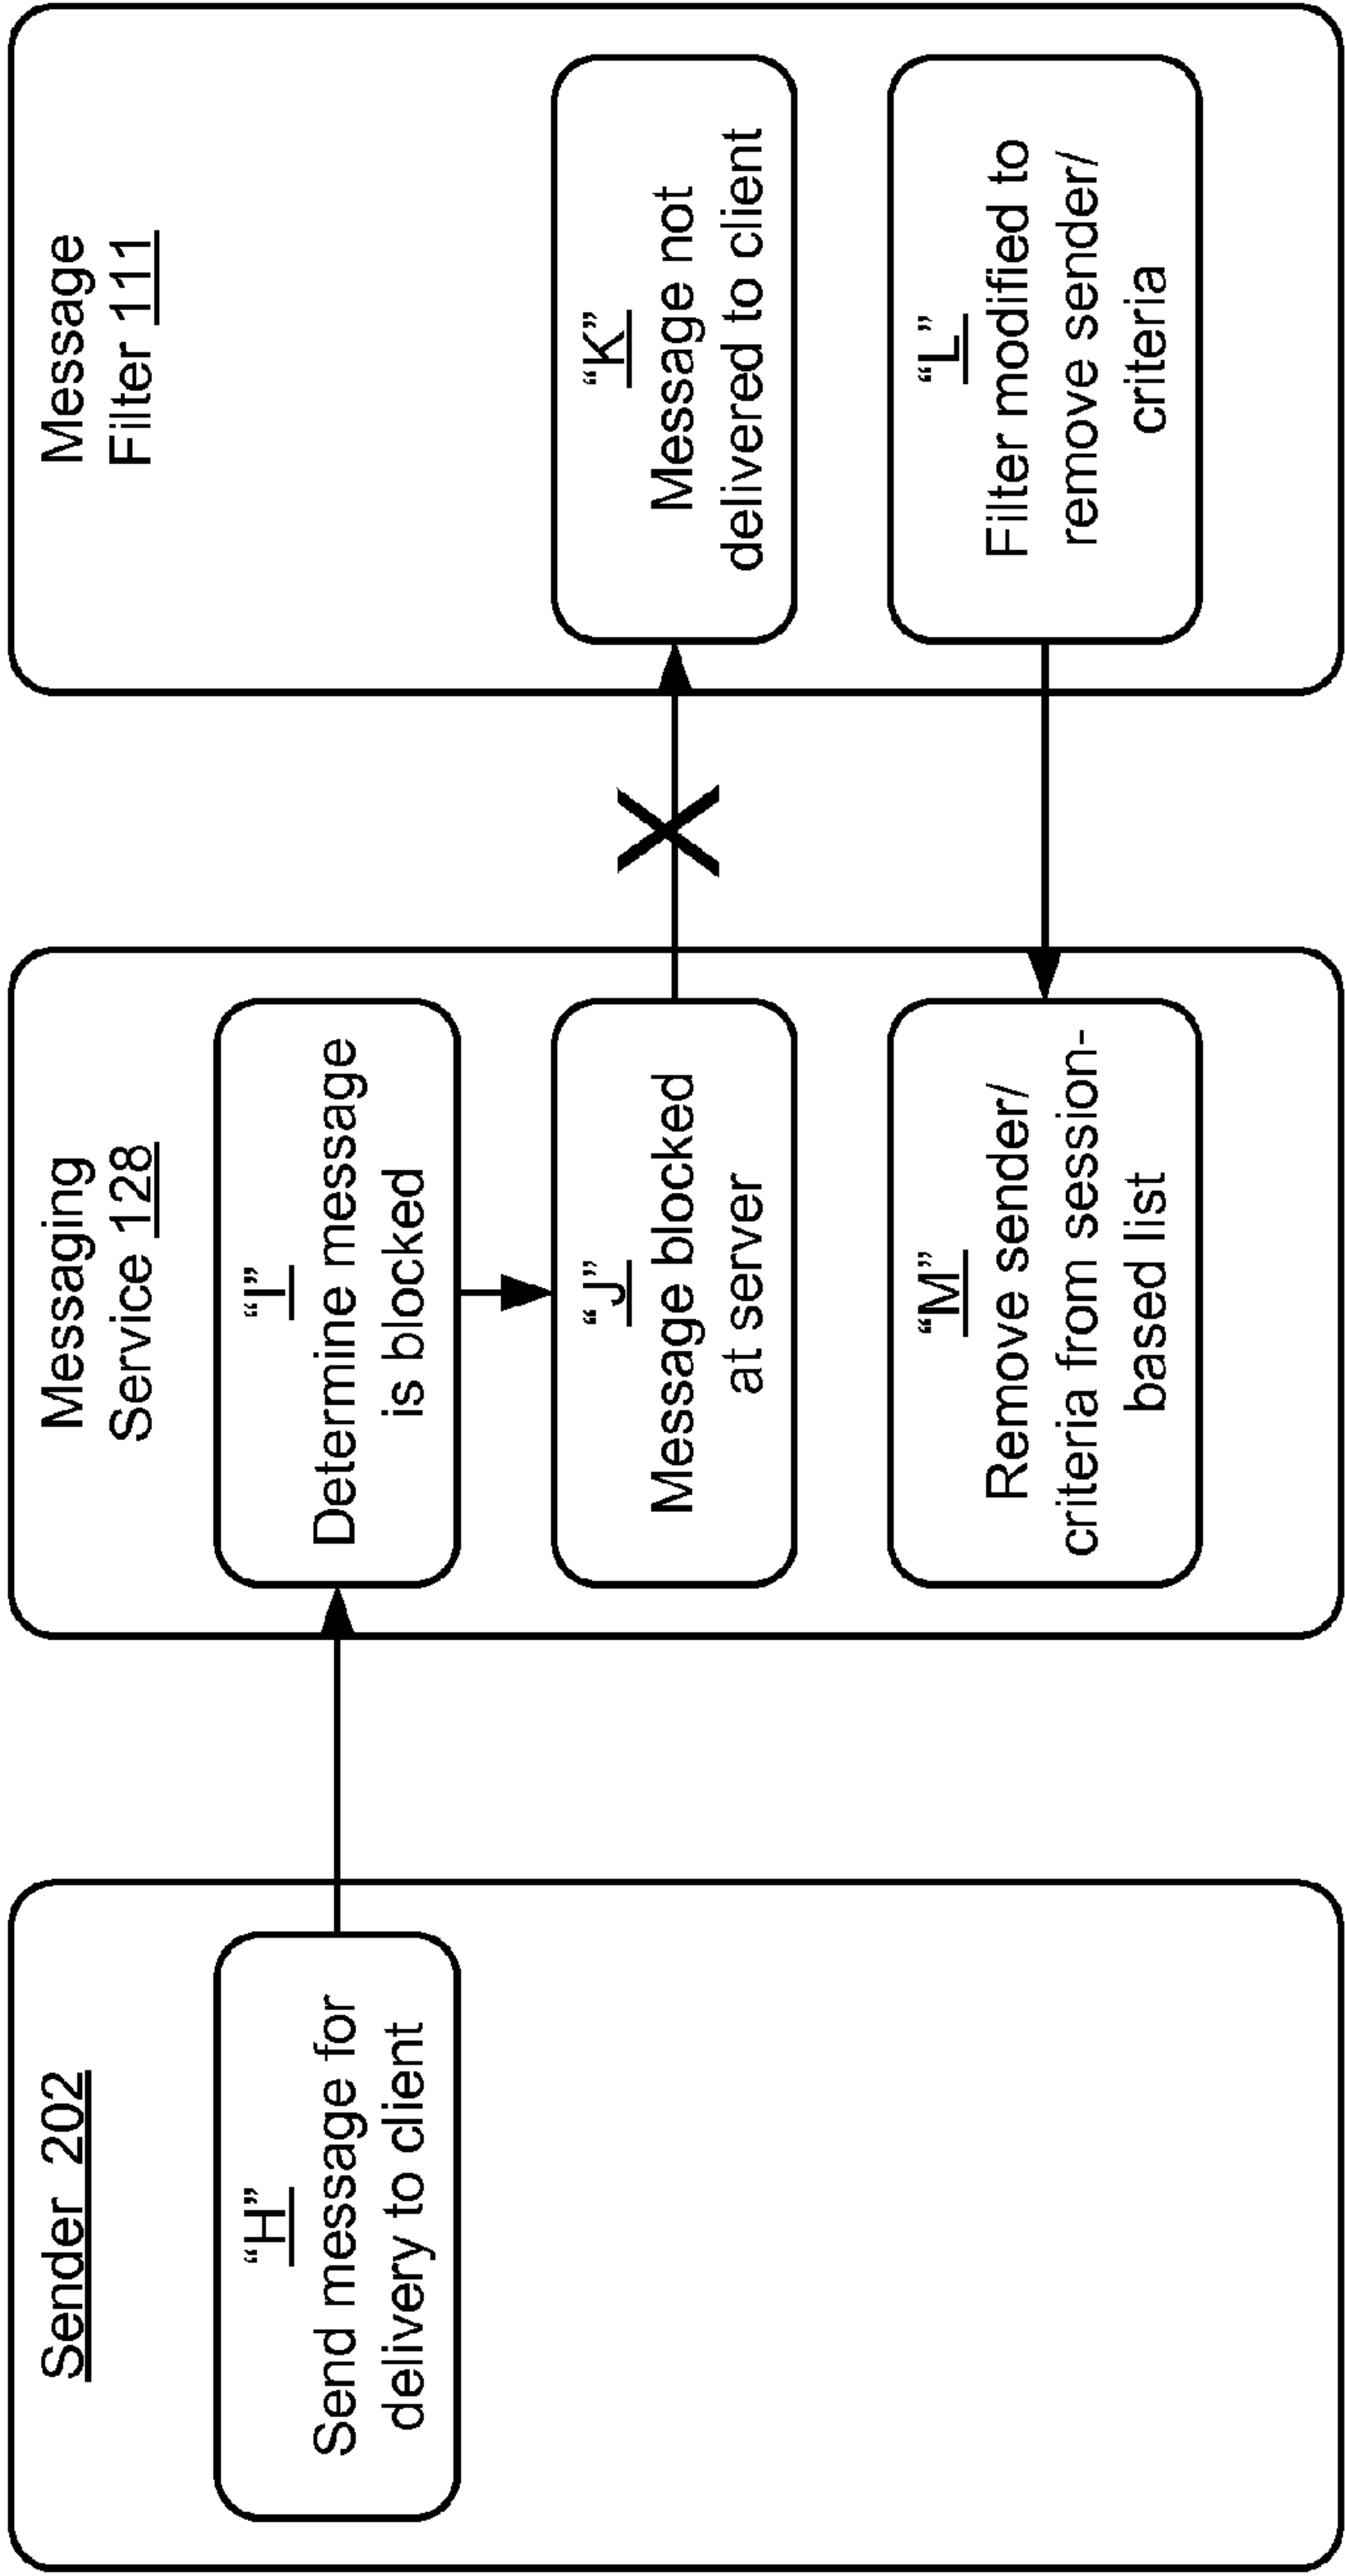 Sender 202
“H”
Send message for
delivery to client
Messaging
Service 128
“I”
Determine message
is blocked
“J”
Message blocked
at server
“M”
Remove sender/
criteria from session-
based list
Message
Filter 111
“K”
Message not
delivered to client
“L”
Filter modified to
remove sender/
criteria